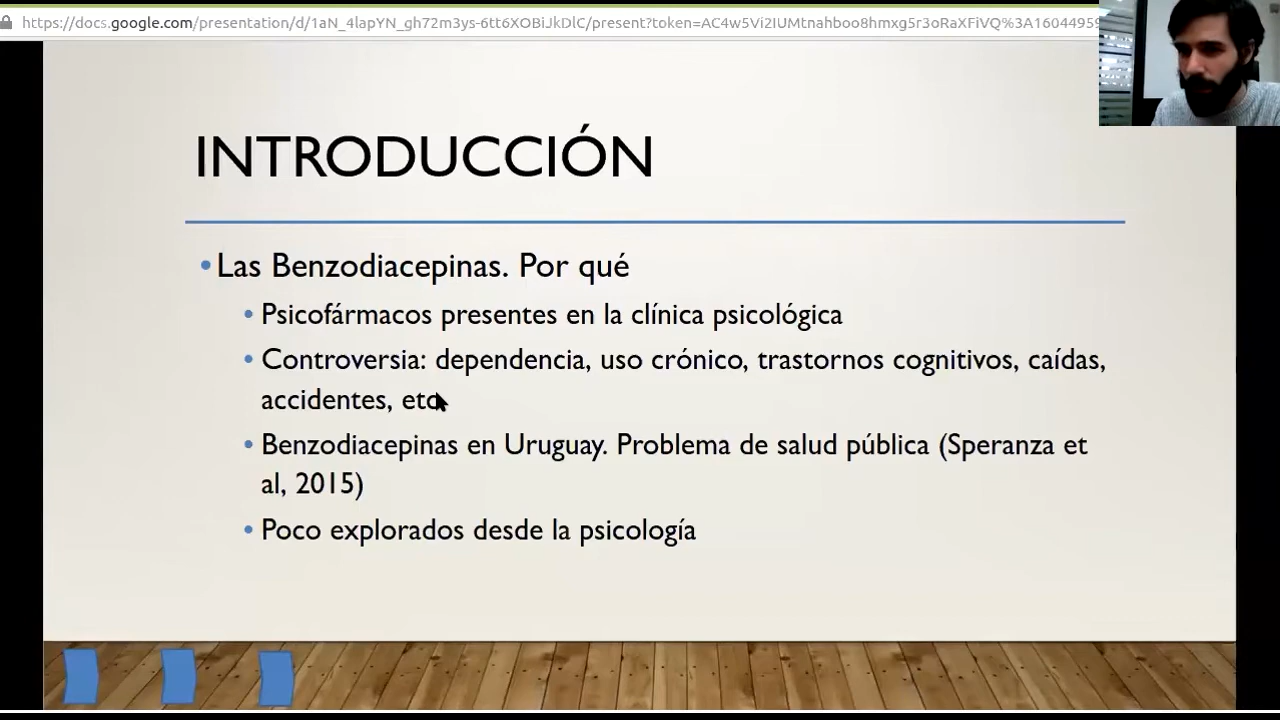 https://docs.google.com/presentation/d/1aN_4lapYN_gh72m3ys-6tt6XOBiJkDlC/present?token=AC4w5Vi2IUMtnahboo8hmxg5r3oRaXFiVQ%3A16044959
INTRODUCCIÓN
•Las Benzodiacepinas. Por qué
• Psicofármacos presentes en la clínica psicológica
• Controversia: dependencia, uso crónico, trastornos cognitivos, caídas,
accidentes, etc
• Benzodiacepinas en Uruguay. Problema de salud pública (Speranza et
al, 2015)
• Poco explorados desde la psicología